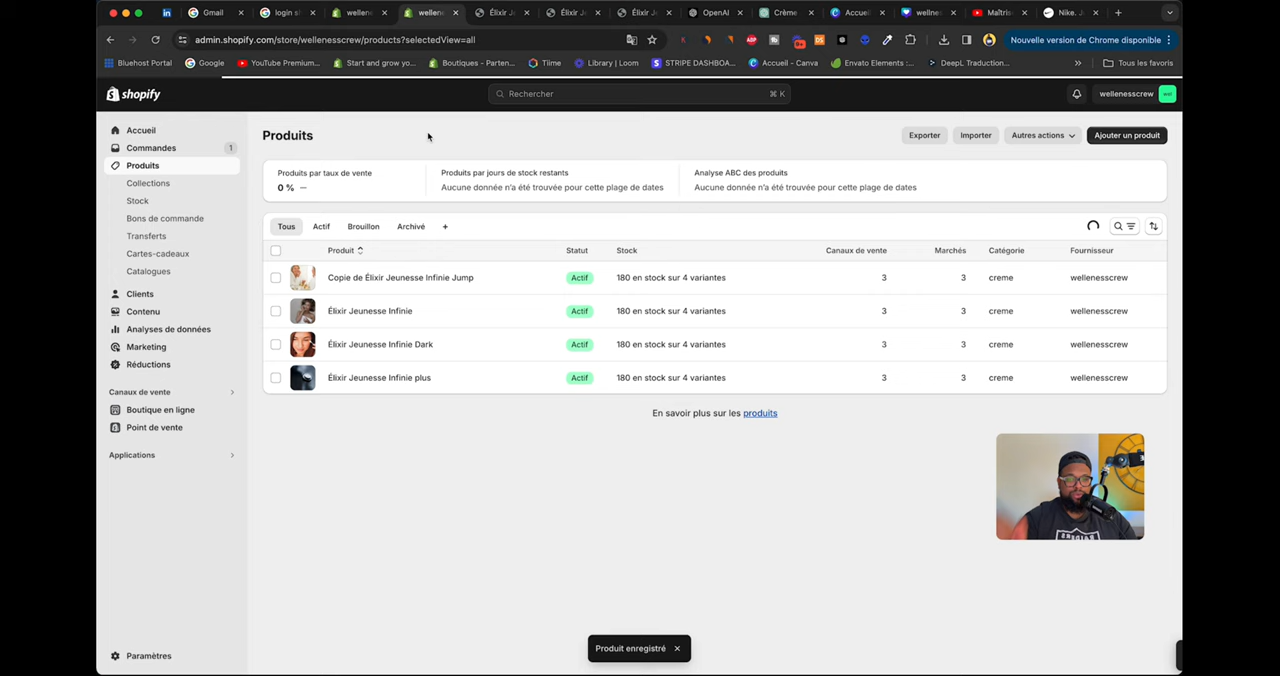 Gmail
login s
wellene
wellene
Élixir J
Élixir Je
Élixir Je
OpenAI
Crème
Accuei
wellnes
Maîtris
Nike. J
admin.shopify.com/store/wellenesscrew/products?selectedView=all
Nouvelle version de Chrome disponible
Bluehost Portal
Google
YouTube Premium...
Start and grow yo...
Boutiques - Parten...
Tiime
Library | Loom
STRIPE DASHBOA...
Accueil - Canva
Envato Elements :...
DeepL Traduction...
Tous les favoris
shopify
Rechercher
⌘ K
wellenesscrew
Accueil
Commandes
1
Produits
Collections
Stock
Bons de commande
Transferts
Cartes-cadeaux
Catalogues
Clients
Contenu
Analyses de données
Marketing
Réductions
Canaux de vente
Boutique en ligne
Point de vente
Applications
Paramètres
Produits
Exporter
Importer
Autres actions
Ajouter un produit
Produits par taux de vente
0 % —
Produits par jours de stock restants
Aucune donnée n'a été trouvée pour cette plage de dates
Analyse ABC des produits
Aucune donnée n'a été trouvée pour cette plage de dates
Tous Actif Brouillon Archivé +
Produit Statut Stock Canaux de vente Marchés Catégorie Fournisseur
Copie de Élixir Jeunesse Infinie Jump Actif 180 en stock sur 4 variantes 3 3 creme wellenesscrew
Élixir Jeunesse Infinie Actif 180 en stock sur 4 variantes 3 3 creme wellenesscrew
Élixir Jeunesse Infinie Dark Actif 180 en stock sur 4 variantes 3 3 creme wellenesscrew
Élixir Jeunesse Infinie plus Actif 180 en stock sur 4 variantes 3 3 creme wellenesscrew
En savoir plus sur les produits
Produit enregistré